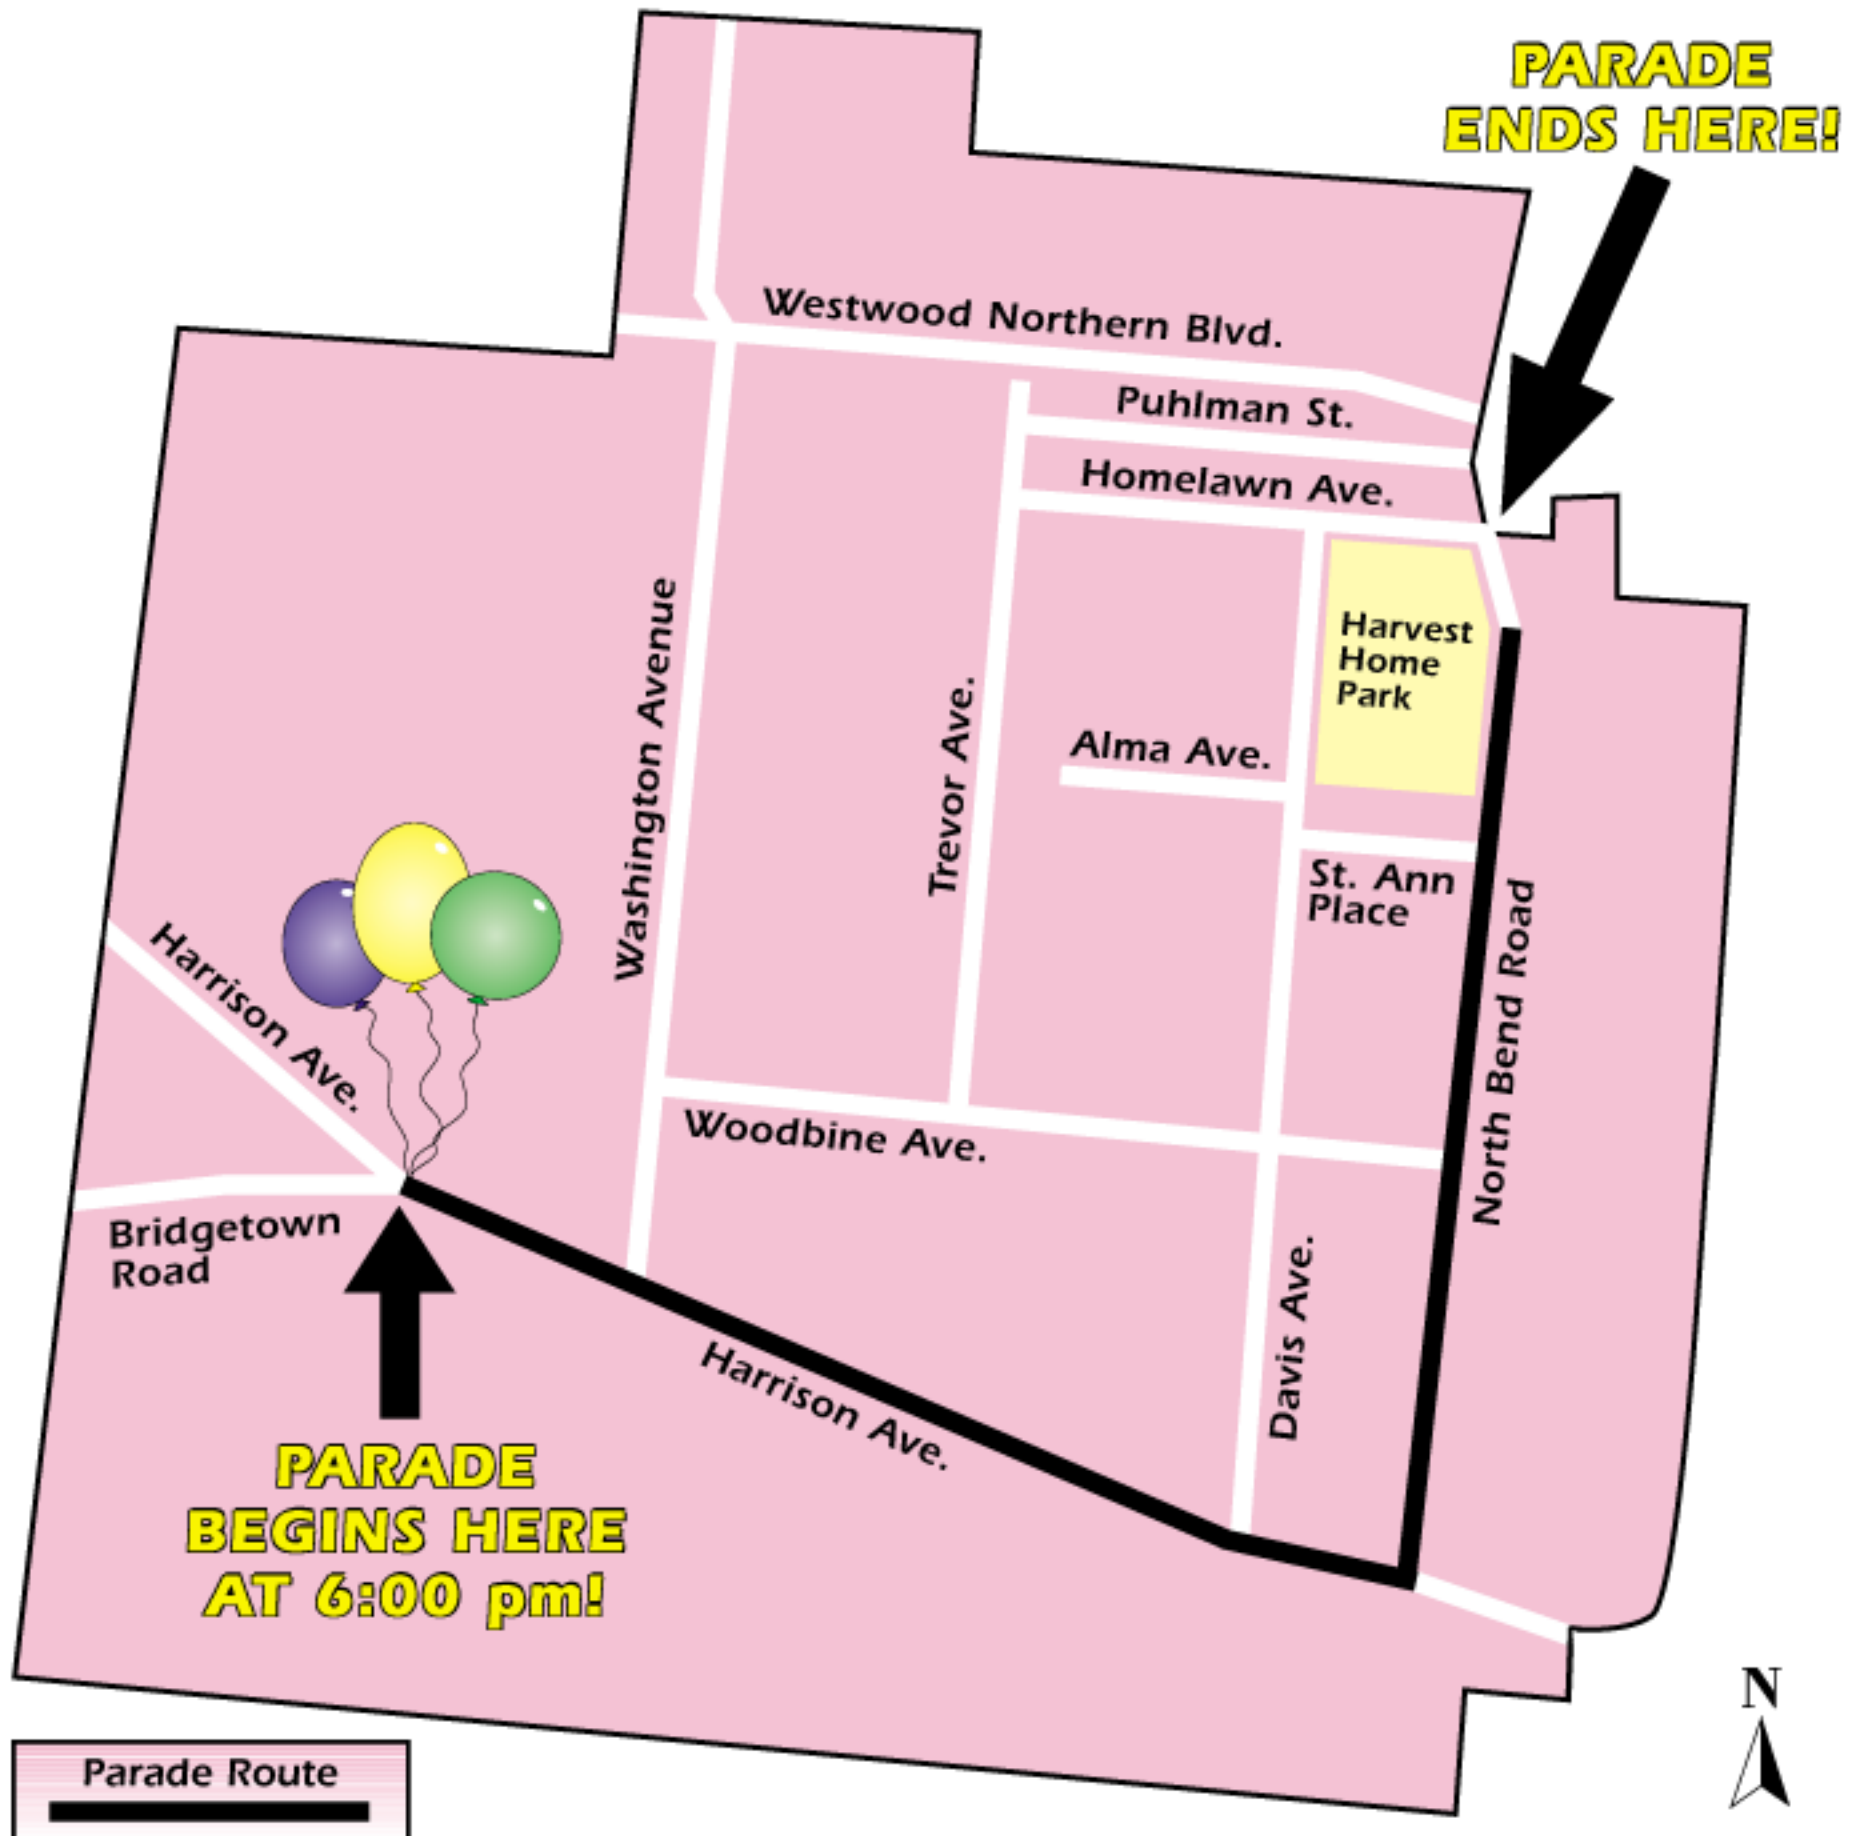 PARADE
ENDS HERE!
Westwood Northern Blvd.
Puhlman St.
Homelawn Ave.
Harvest
Home
Park
Washington Avenue
Trevor Ave.
Alma Ave.
St. Ann
Place
North Bend Road
Harrison Ave.
Woodbine Ave.
Bridgetown
Road
Davis Ave.
Harrison Ave.
PARADE
BEGINS HERE
AT 6:00 pm!
N
Parade Route